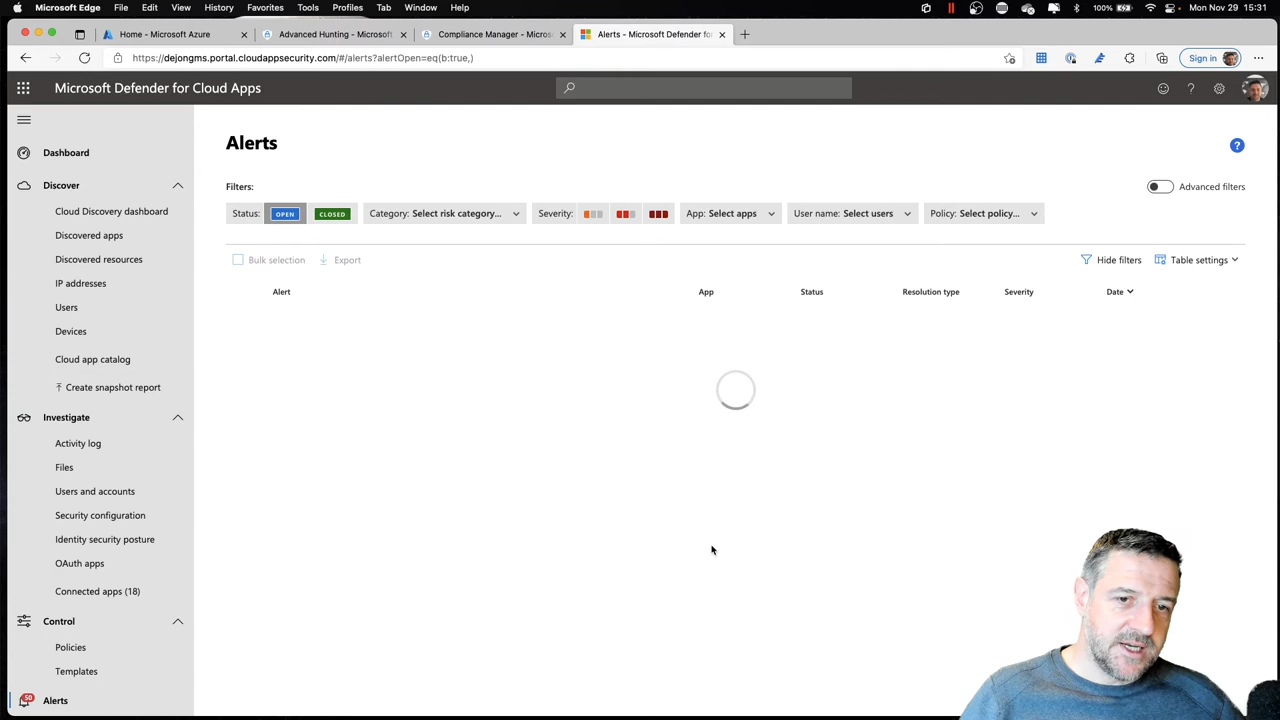 Microsoft Edge File Edit View History Favorites Tools Profiles Tab Window Help 100% Mon Nov 29 15:31
Home - Microsoft Azure Advanced Hunting - Microsoft Compliance Manager - Microso Alerts - Microsoft Defender for
https://dejongms.portal.cloudappsecurity.com/#/alerts?alertOpen=eq(b:true,) Sign in
Microsoft Defender for Cloud Apps
Dashboard
Discover
Cloud Discovery dashboard
Discovered apps
Discovered resources
IP addresses
Users
Devices
Cloud app catalog
Create snapshot report
Investigate
Activity log
Files
Users and accounts
Security configuration
Identity security posture
OAuth apps
Connected apps (18)
Control
Policies
Templates
50 Alerts
Alerts
Filters: Advanced filters
Status: OPEN CLOSED Category: Select risk category... Severity: App: Select apps User name: Select users Policy: Select policy...
Bulk selection Export Hide filters Table settings
Alert App Status Resolution type Severity Date